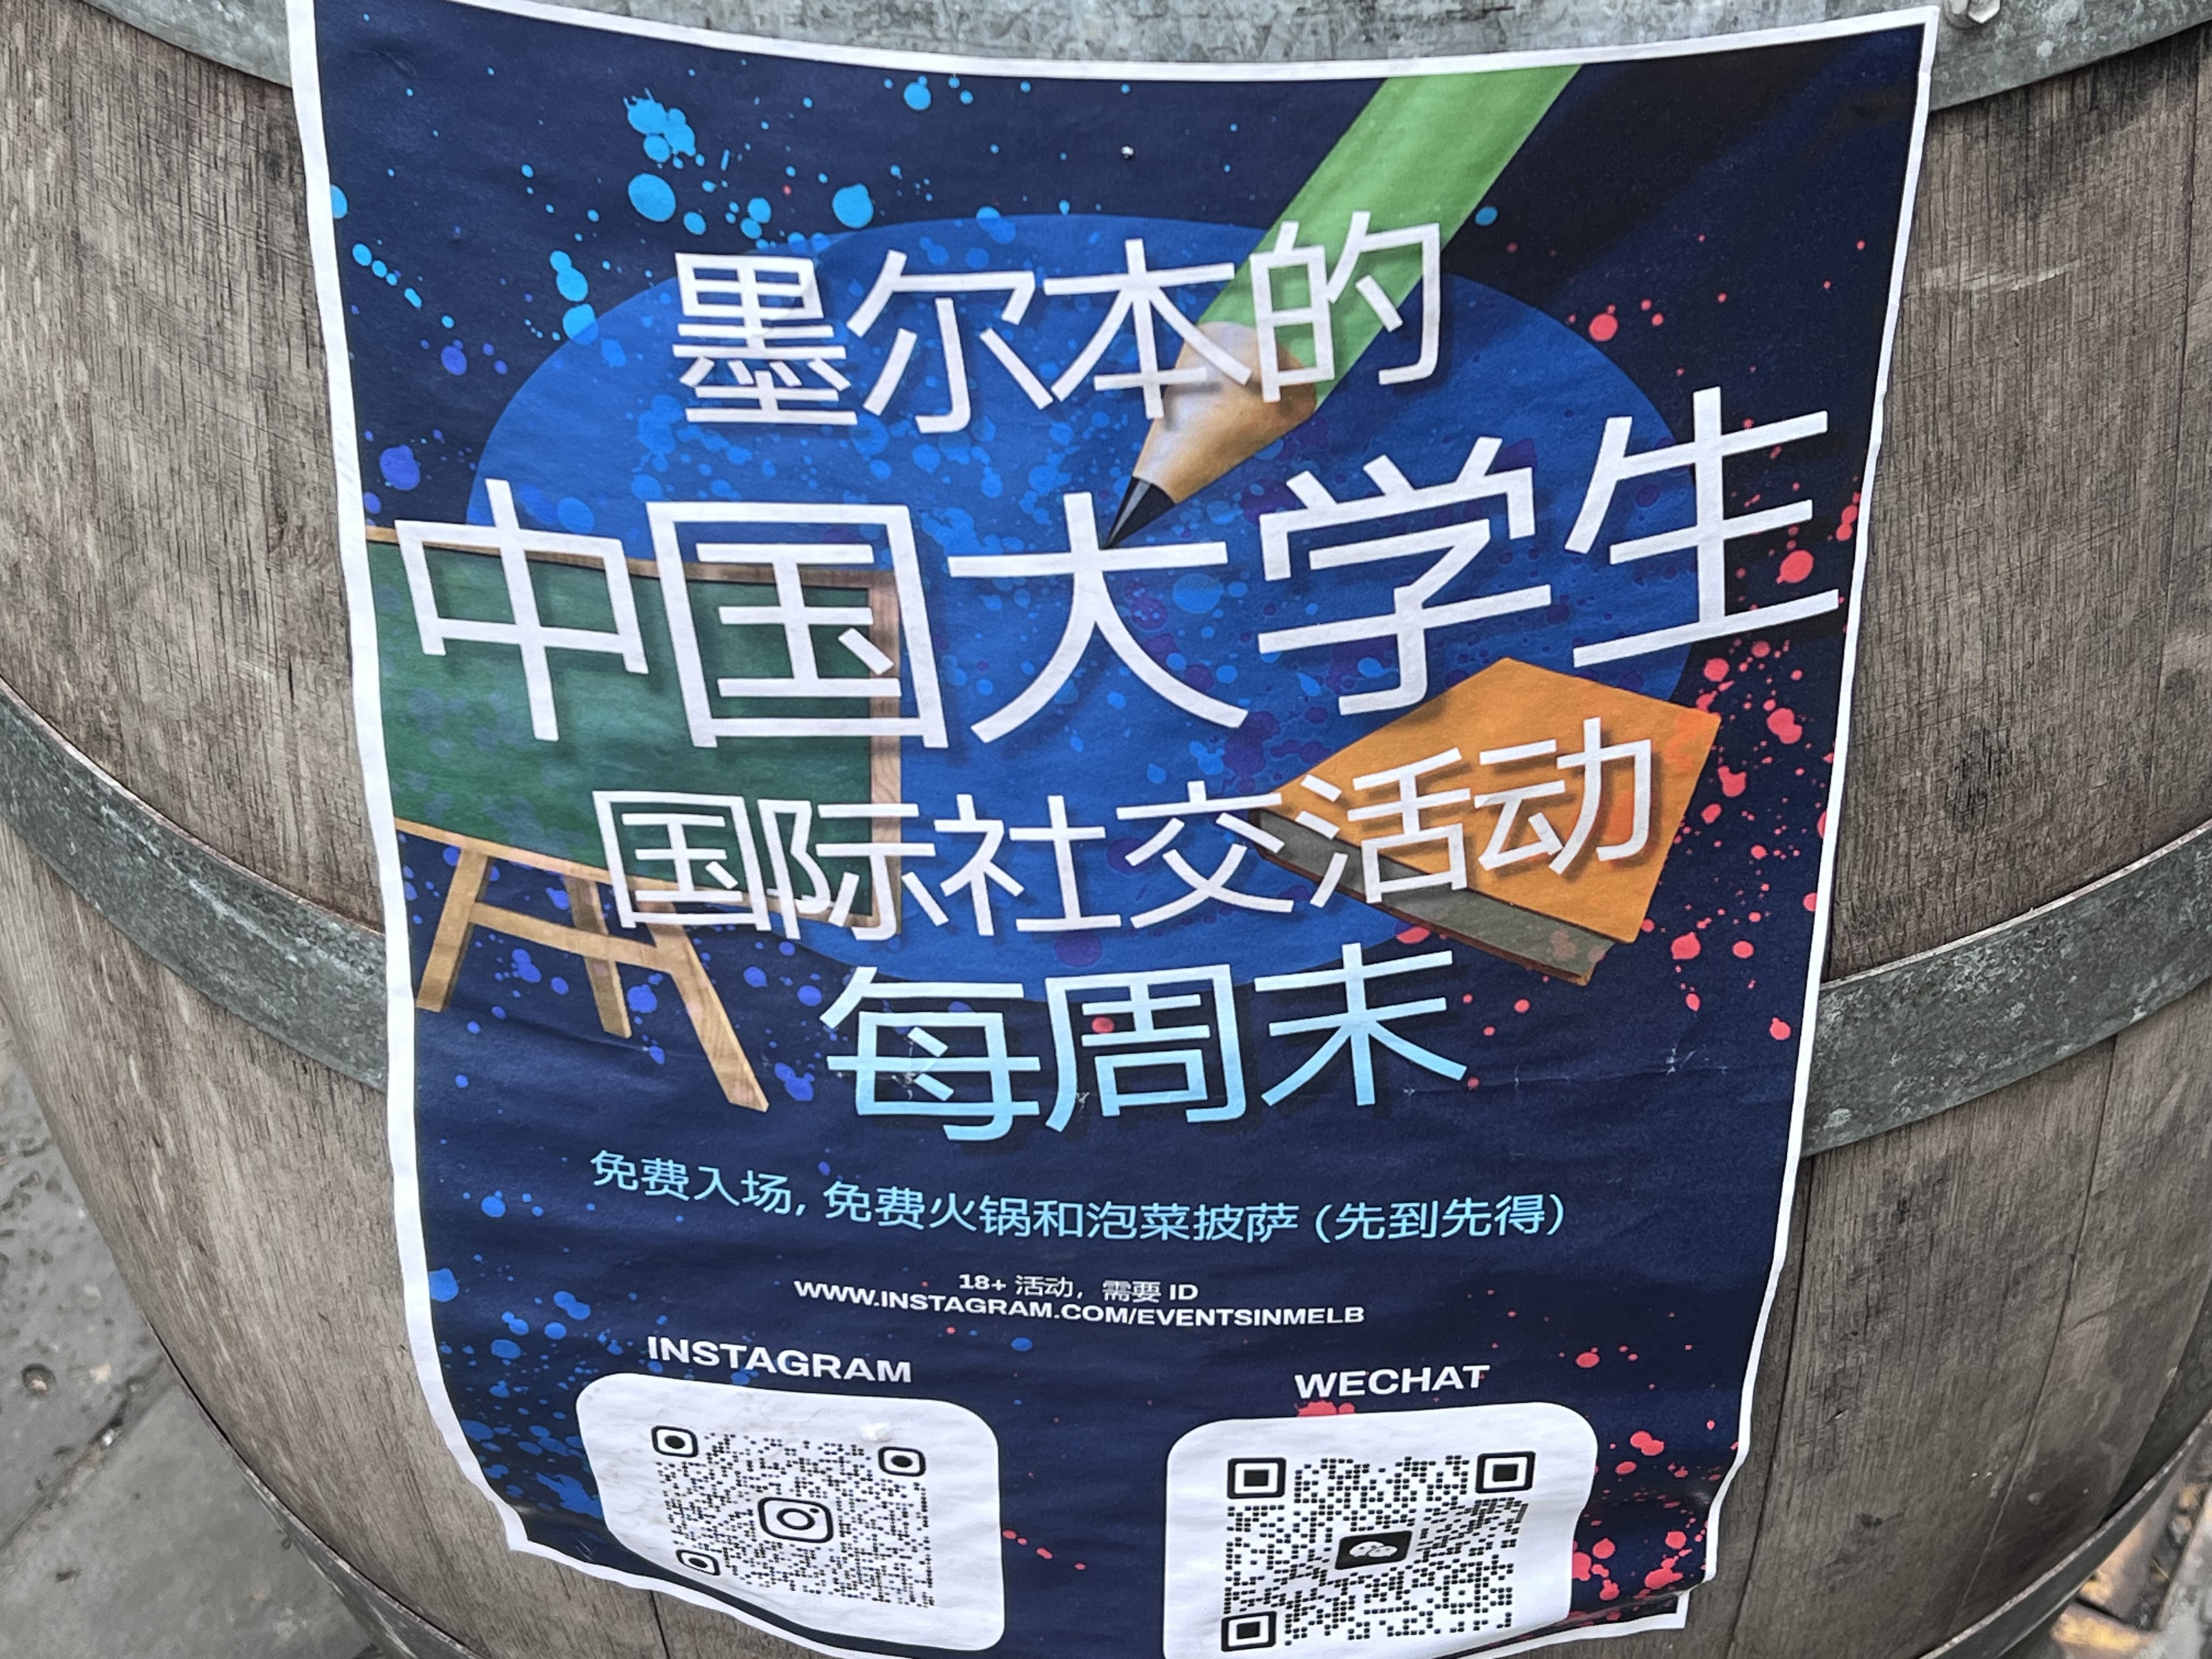 墨尔本的
中国大学生
国际社交活动
每周末
免费入场, 免费火锅和泡菜披萨 (先到先得)
18+ 活动，需要 ID
WWW.INSTAGRAM.COM/EVENTSINMELB
INSTAGRAM
WECHAT